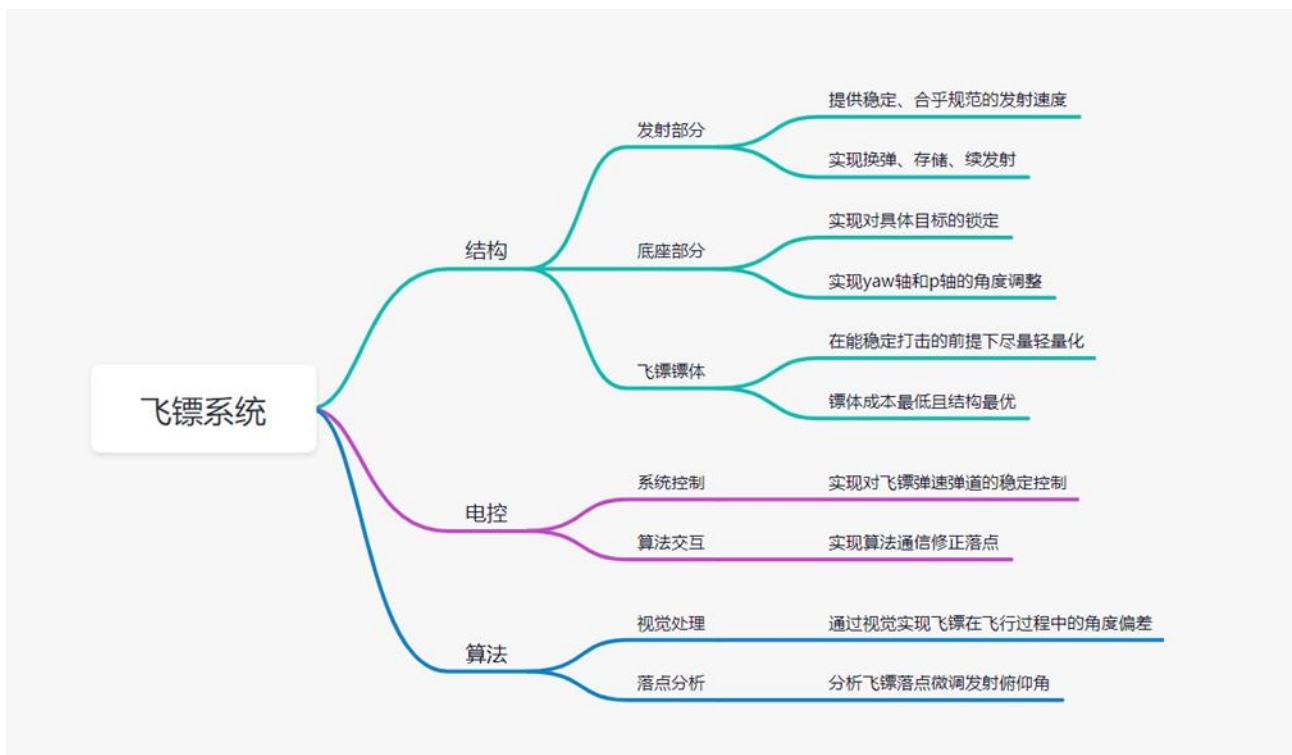 飞镖系统
结构
发射部分
提供稳定、合乎规范的发射速度
实现换弹、存储、续发射
底座部分
实现对具体目标的锁定
实现yaw轴和p轴的角度调整
飞镖镖体
在能稳定打击的前提下尽量轻量化
镖体成本最低且结构最优
电控
系统控制
实现对飞镖弹速弹道的稳定控制
算法交互
实现算法通信修正落点
算法
视觉处理
通过视觉实现飞镖在飞行过程中的角度偏差
落点分析
分析飞镖落点微调发射俯仰角